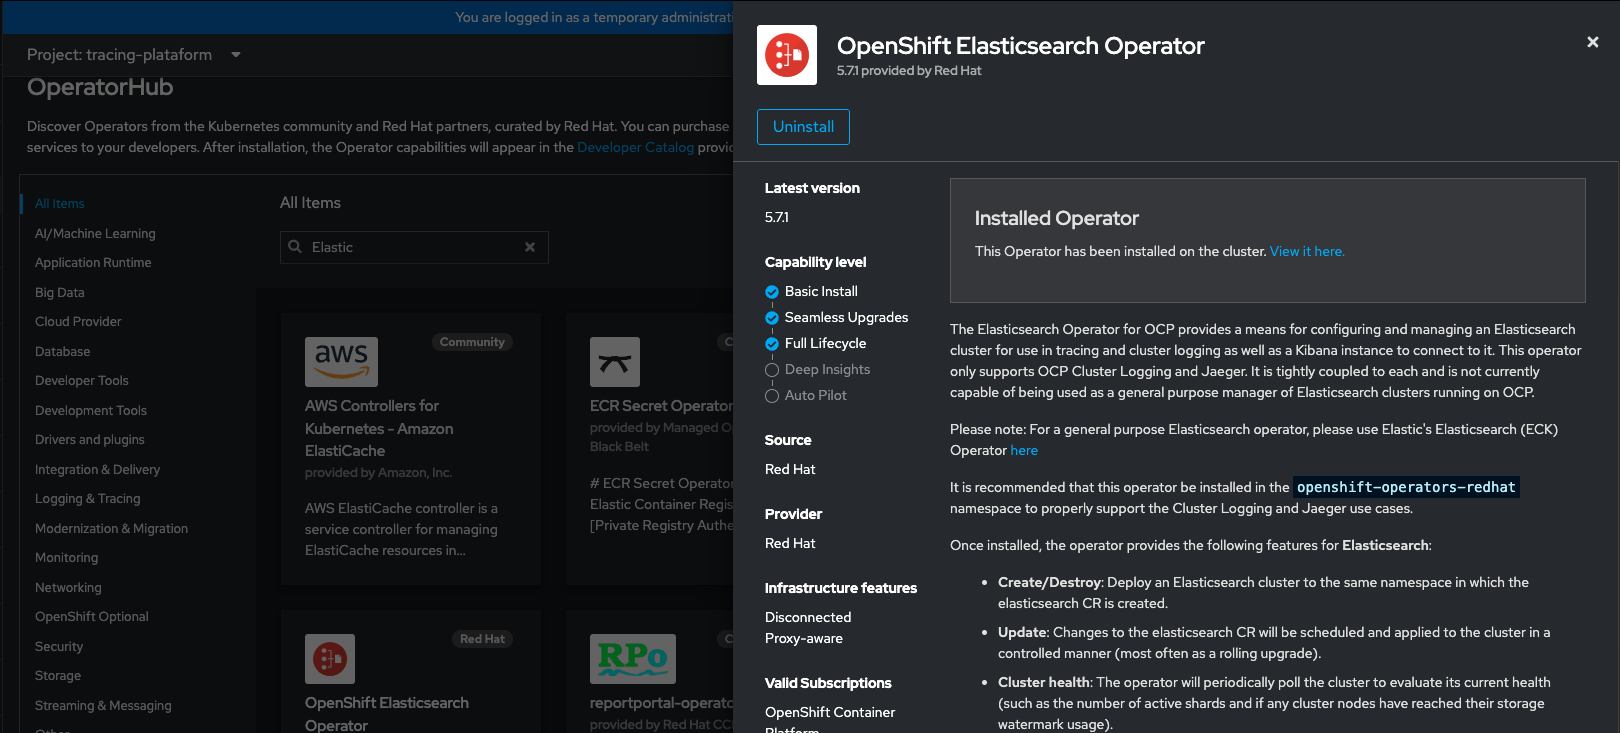 You are logged in as a temporary administrati
Project: tracing-plataform
OperatorHub
Discover Operators from the Kubernetes community and Red Hat partners, curated by Red Hat. You can purchase
services to your developers. After installation, the Operator capabilities will appear in the Developer Catalog provid
All Items
AI/Machine Learning
Application Runtime
Big Data
Cloud Provider
Database
Developer Tools
Development Tools
Drivers and plugins
Integration & Delivery
Logging & Tracing
Modernization & Migration
Monitoring
Networking
OpenShift Optional
Security
Storage
Streaming & Messaging
Other
All Items
Elastic
aws
Community
AWS Controllers for
Kubernetes - Amazon
ElastiCache
provided by Amazon, Inc.
AWS ElastiCache controller is a
service controller for managing
ElastiCache resources in...
C
ECR Secret Operator
provided by Managed Op
Black Belt
# ECR Secret Operator
Elastic Container Regis
[Private Registry Authe
Red Hat
OpenShift Elasticsearch
Operator
RPo
C
reportportal-operato
provided by Red Hat CC
OpenShift Elasticsearch Operator
5.7.1 provided by Red Hat
Uninstall
Latest version
5.7.1
Capability level
Basic Install
Seamless Upgrades
Full Lifecycle
Deep Insights
Auto Pilot
Source
Red Hat
Provider
Red Hat
Infrastructure features
Disconnected
Proxy-aware
Valid Subscriptions
OpenShift Container
Platform
Installed Operator
This Operator has been installed on the cluster. View it here.
The Elasticsearch Operator for OCP provides a means for configuring and managing an Elasticsearch
cluster for use in tracing and cluster logging as well as a Kibana instance to connect to it. This operator
only supports OCP Cluster Logging and Jaeger. It is tightly coupled to each and is not currently
capable of being used as a general purpose manager of Elasticsearch clusters running on OCP.
Please note: For a general purpose Elasticsearch operator, please use Elastic's Elasticsearch (ECK)
Operator here
It is recommended that this operator be installed in the openshift-operators-redhat
namespace to properly support the Cluster Logging and Jaeger use cases.
Once installed, the operator provides the following features for Elasticsearch:
• Create/Destroy: Deploy an Elasticsearch cluster to the same namespace in which the
elasticsearch CR is created.
• Update: Changes to the elasticsearch CR will be scheduled and applied to the cluster in a
controlled manner (most often as a rolling upgrade).
• Cluster health: The operator will periodically poll the cluster to evaluate its current health
(such as the number of active shards and if any cluster nodes have reached their storage
watermark usage).